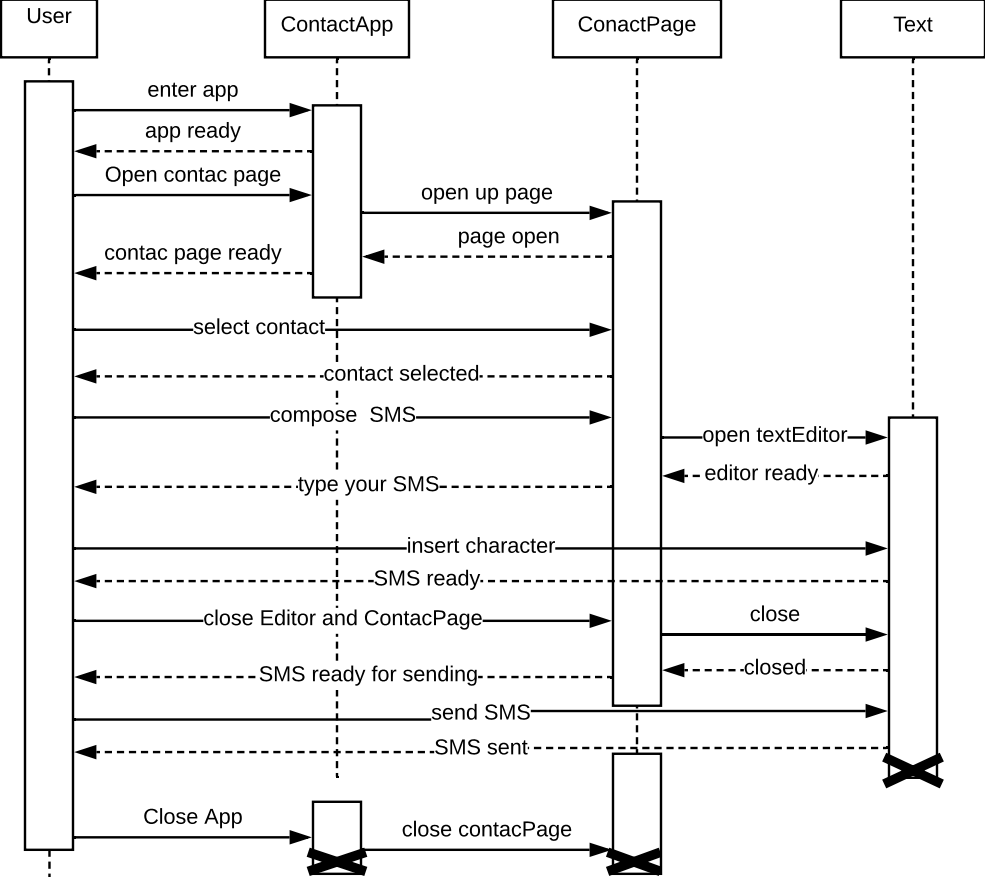 User
ContactApp
ConactPage
Text
enter app
app ready
Open contac page
open up page
page open
contac page ready
select contact
contact selected
compose  SMS
open textEditor
editor ready
type your SMS
insert character
SMS ready
close Editor and ContacPage
close
closed
SMS ready for sending
send SMS
SMS sent
Close App
close contacPage